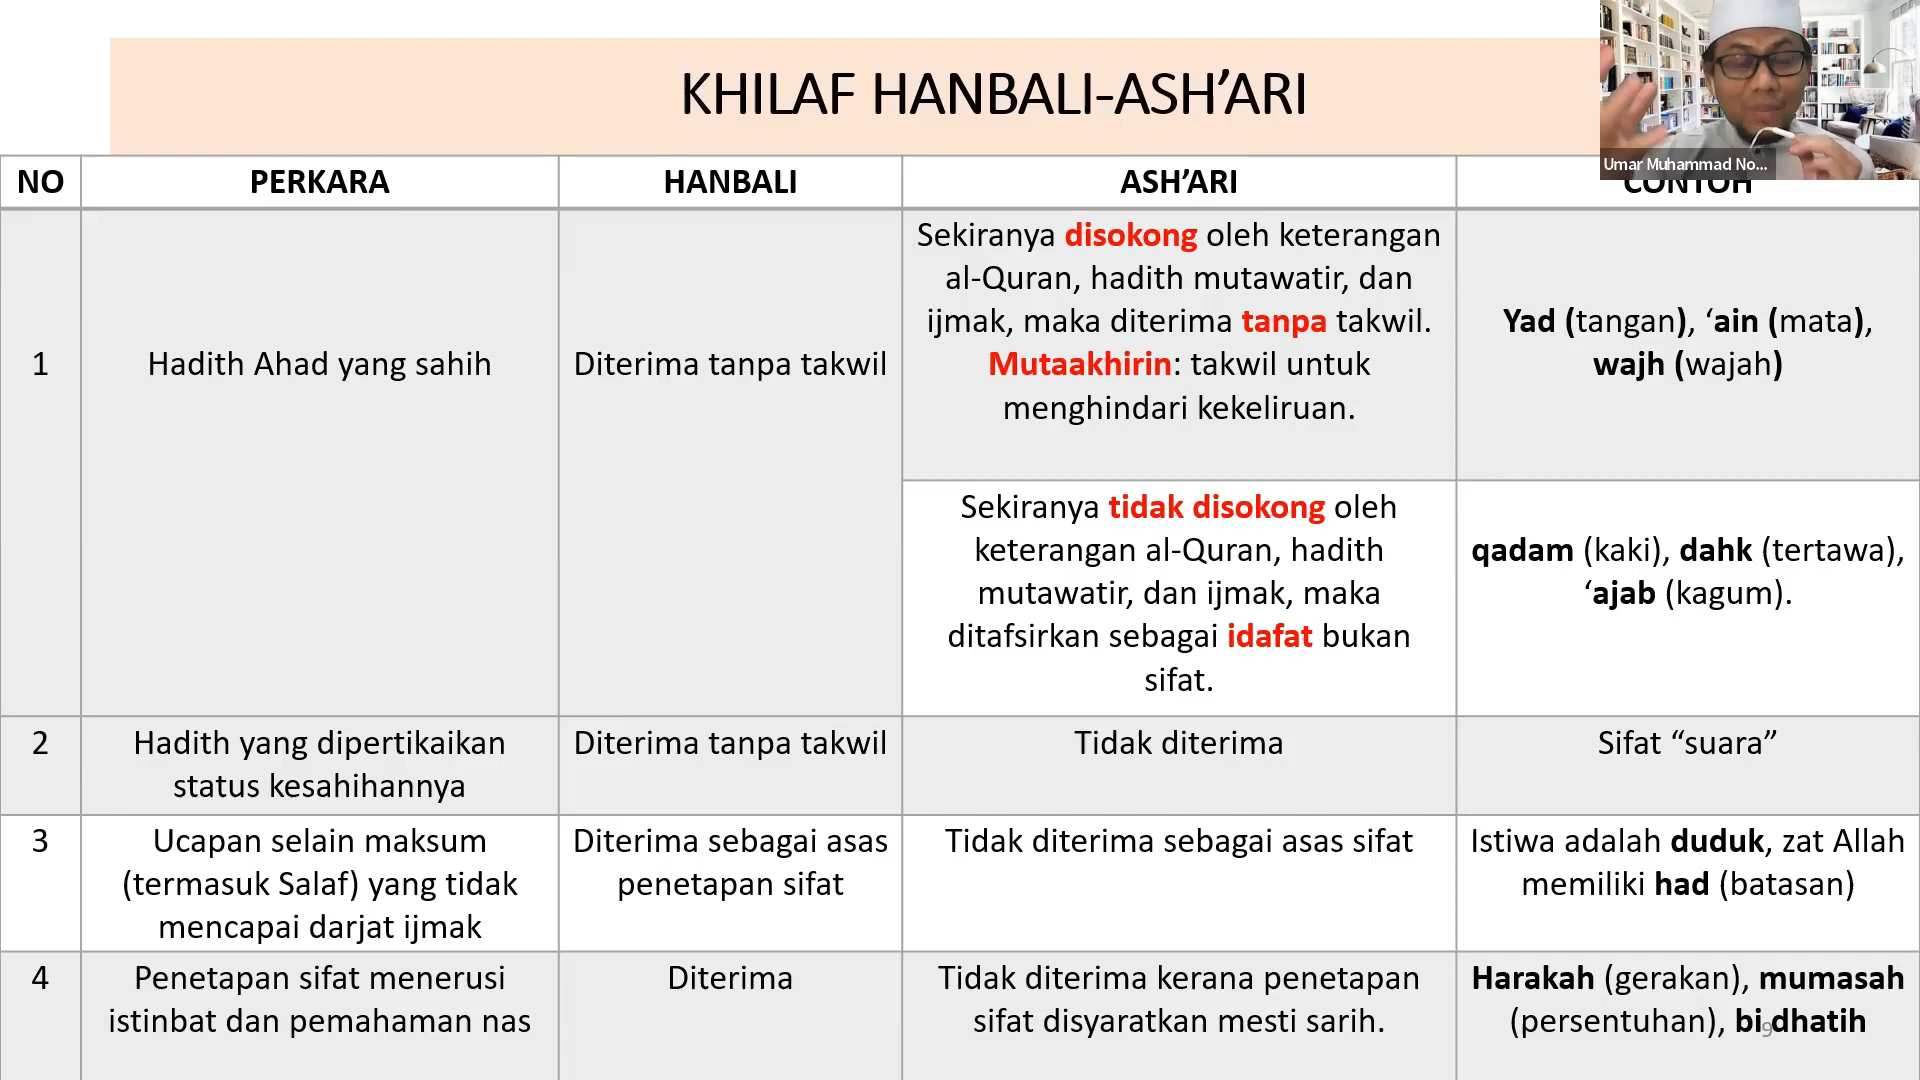 KHILAF HANBALI-ASH’ARI
Umar Muhammad No...
NO
PERKARA
HANBALI
ASH’ARI
CONTOH
1
Hadith Ahad yang sahih
Diterima tanpa takwil
Sekiranya disokong oleh keterangan
al-Quran, hadith mutawatir, dan
ijmak, maka diterima tanpa takwil.
Mutaakhirin: takwil untuk
menghindari kekeliruan.
Yad (tangan), ‘ain (mata),
wajh (wajah)
Sekiranya tidak disokong oleh
keterangan al-Quran, hadith
mutawatir, dan ijmak, maka
ditafsirkan sebagai idafat bukan
sifat.
qadam (kaki), dahk (tertawa),
‘ajab (kagum).
2
Hadith yang dipertikaikan
status kesahihannya
Diterima tanpa takwil
Tidak diterima
Sifat “suara”
3
Ucapan selain maksum
(termasuk Salaf) yang tidak
mencapai darjat ijmak
Diterima sebagai asas
penetapan sifat
Tidak diterima sebagai asas sifat
Istiwa adalah duduk, zat Allah
memiliki had (batasan)
4
Penetapan sifat menerusi
istinbat dan pemahaman nas
Diterima
Tidak diterima kerana penetapan
sifat disyaratkan mesti sarih.
Harakah (gerakan), mumasah
(persentuhan), bi dhatih
9